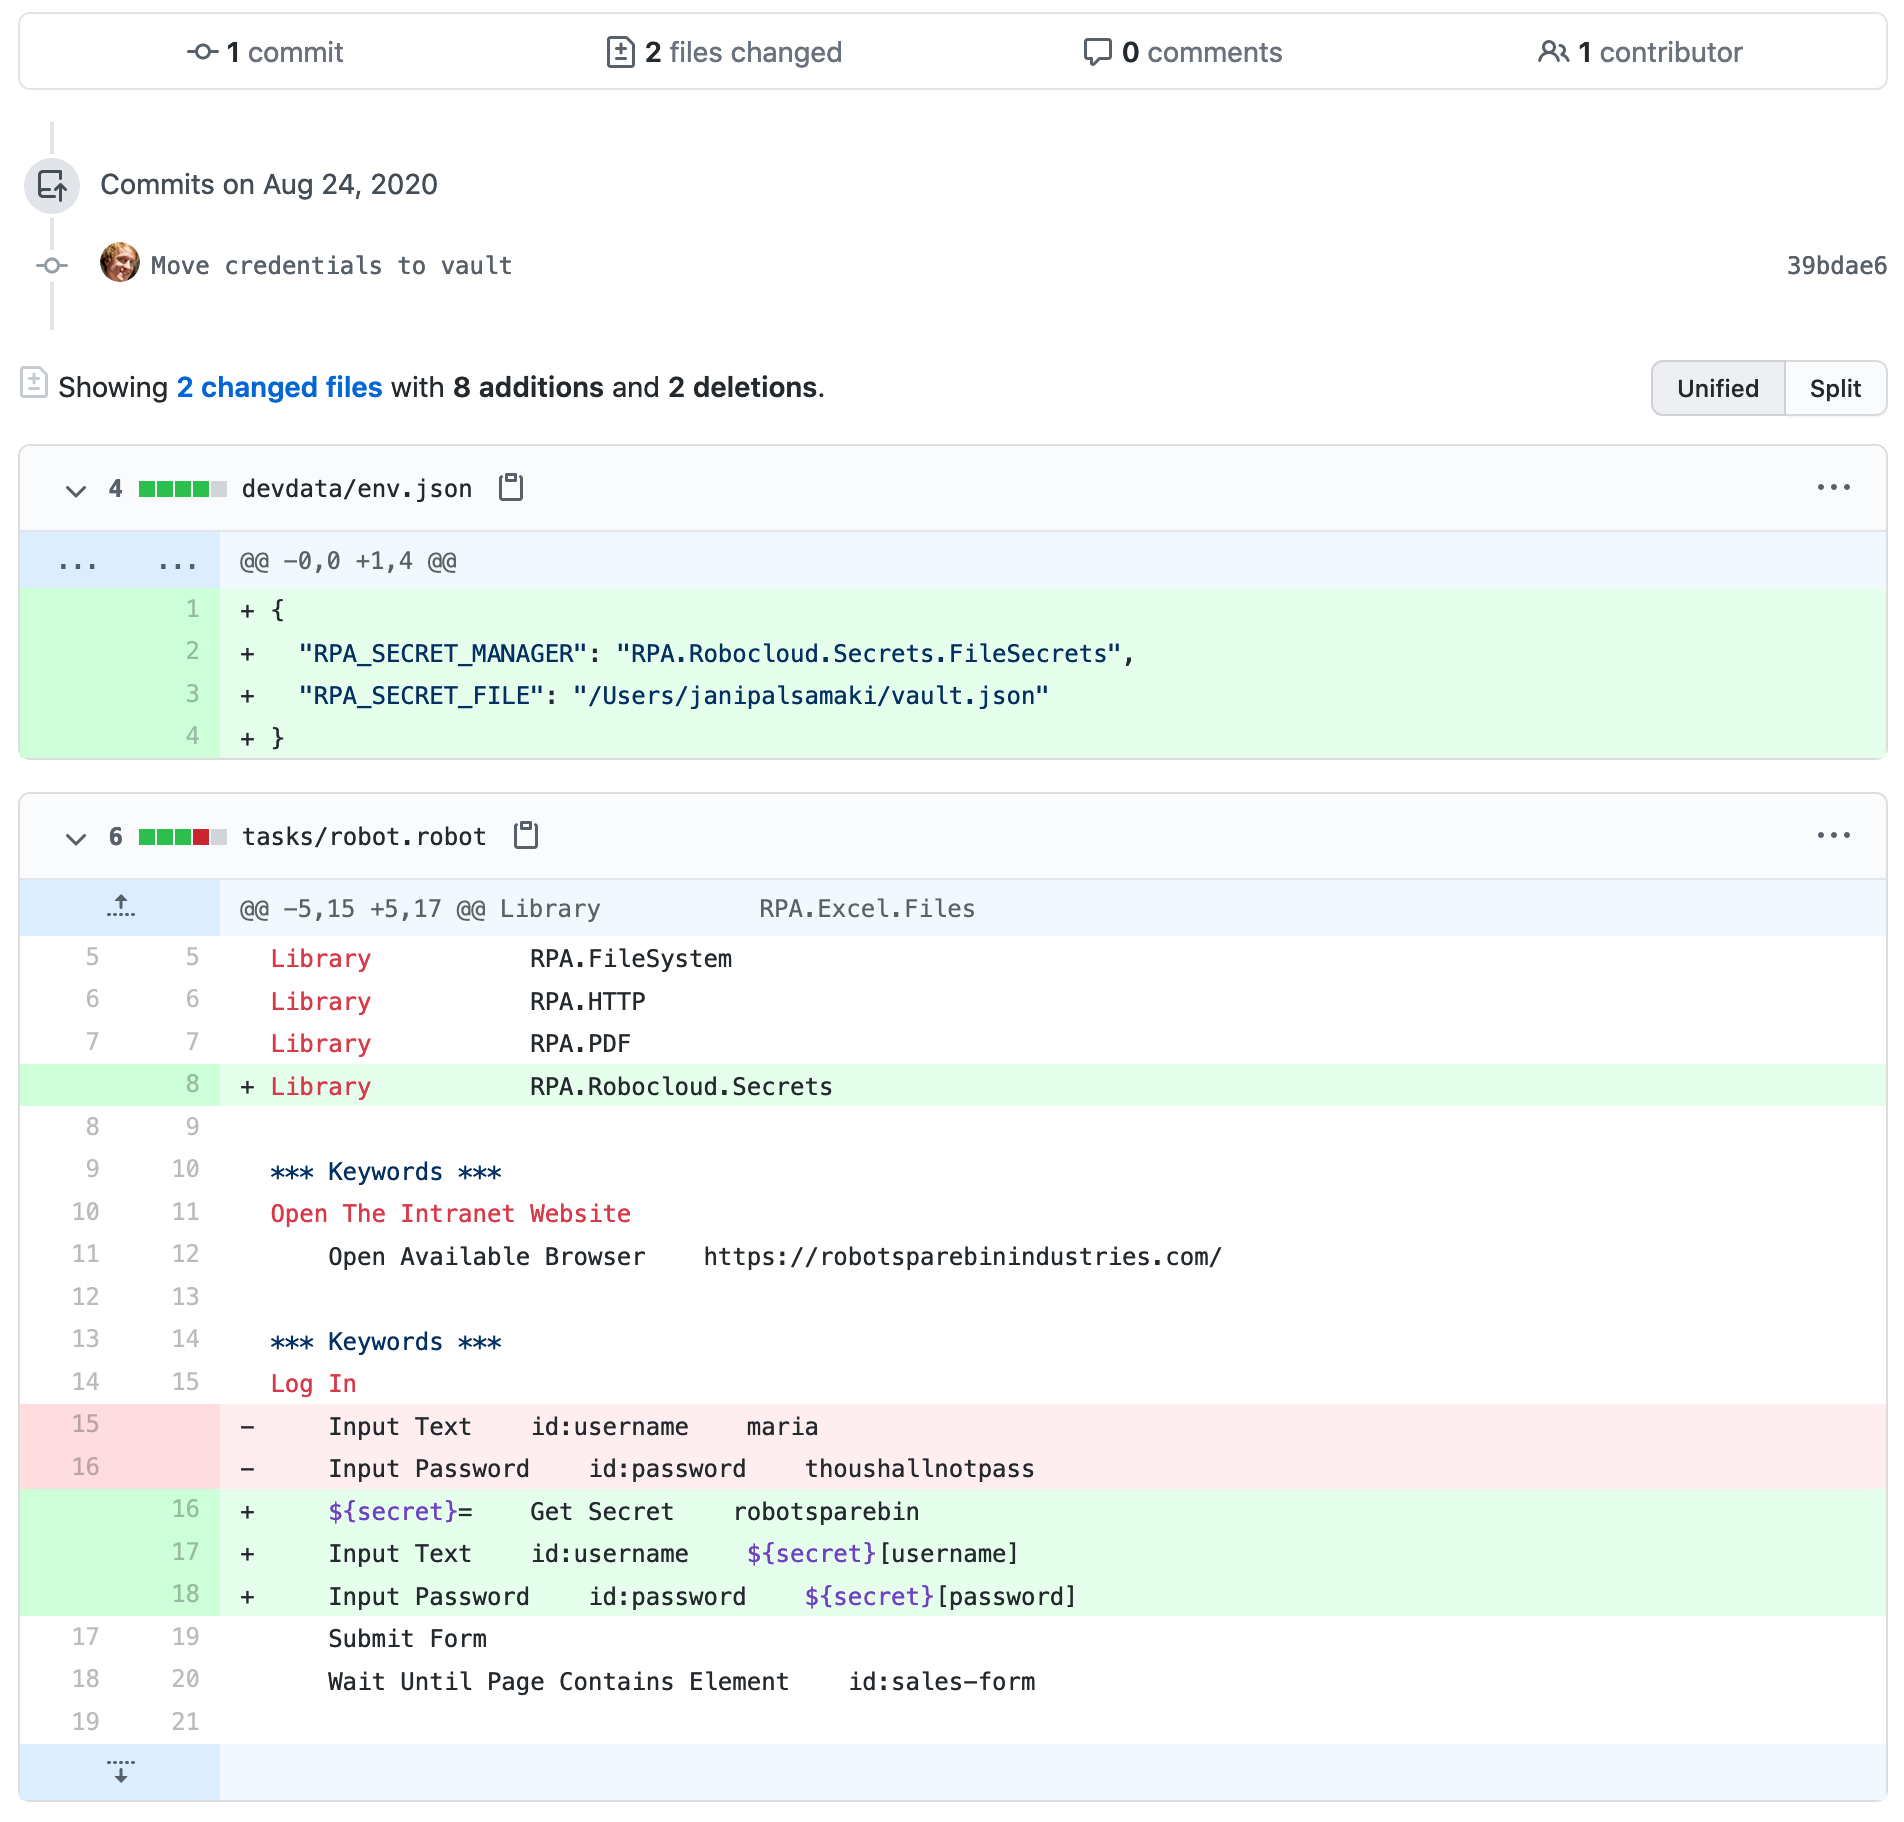 1 commit 2 files changed 0 comments 1 contributor
Commits on Aug 24, 2020
Move credentials to vault 39bdae6
Showing 2 changed files with 8 additions and 2 deletions. Unified Split
4 devdata/env.json ...
... ... @@ -0,0 +1,4 @@
1 + {
2 +   "RPA_SECRET_MANAGER": "RPA.Robocloud.Secrets.FileSecrets",
3 +   "RPA_SECRET_FILE": "/Users/janipalsamaki/vault.json"
4 + }
6 tasks/robot.robot ...
@@ -5,15 +5,17 @@ Library           RPA.Excel.Files
5 5 Library           RPA.FileSystem
6 6 Library           RPA.HTTP
7 7 Library           RPA.PDF
8 + Library           RPA.Robocloud.Secrets
8 9
9 10 *** Keywords ***
10 11 Open The Intranet Website
11 12     Open Available Browser    https://robotsparebinindustries.com/
12 13
13 14 *** Keywords ***
14 15 Log In
15 -     Input Text    id:username    maria
16 -     Input Password    id:password    thoushallnotpass
16 +     ${secret}=    Get Secret    robotsparebin
17 +     Input Text    id:username    ${secret}[username]
18 +     Input Password    id:password    ${secret}[password]
17 19     Submit Form
18 20     Wait Until Page Contains Element    id:sales-form
19 21